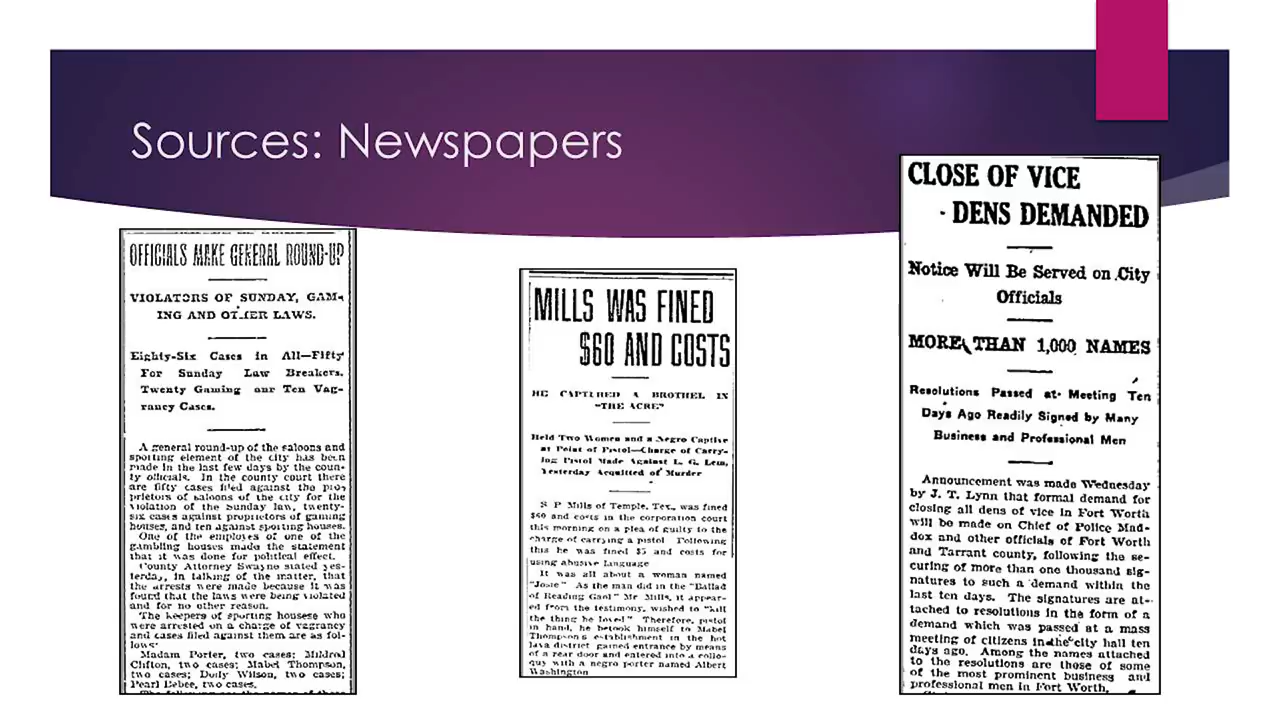 Sources: Newspapers
OFFICIALS MAKE GENERAL ROUND-UP
VIOLATORS OF SUNDAY, GAM-
ING AND OTHER LAWS.
Eighty-Six Cases in All—Fifty
For Sunday Law Breakers,
Twenty Gaming and Ten Vag-
rancy Cases.
A general round-up of the saloons and
sporting element of the city has been
made in the last few days by the coun-
ty officials. In the county court there
are fifty cases filed against the pro-
prietors of saloons of the city for the
violation of the Sunday law, twenty-
six cases against proprietors of gaming
houses, and ten against sporting houses.
One of the employes of one of the
gambling houses made the statement
that it was done for political effect.
County Attorney Swayne stated yes-
terday, in talking of the matter, that
the arrests were made because it was
found that the laws were being violated
and for no other reason.
The keepers of sporting housese who
were arrested on a charge of vagrancy
and cases filed against them are as fol-
lows:
Madam Porter, two cases; Mildred
Clifton, two cases; Mabel Thompson,
two cases; Dolly Wilson, two cases;
Pearl Bebee, two cases.
MILLS WAS FINED
$60 AND COSTS
HE CAPTURED A BROTHEL IN
"THE ACRE"
Held Two Women and a Negro Captive
at Point of Pistol—Charge of Carry-
ing Pistol Made Against L. G.
Yesterday Acquitted of Murder
S P Mills of Temple, Tex., was fined
$60 and costs in the corporation court
this morning on a plea of guilty to the
charge of carrying a pistol Following
this he was fined $5 and costs for
using abusive language
It was all about a woman named
"Josie" As the man did in the "Ballad
of Reading Gaol" Mr Mills, it appear-
ed from the testimony, wished to "kill
the thing he loved" Therefore, pistol
in hand, he betook himself to Mabel
Thompson's establishment in the hot
lava district gained entrance by means
of a rear door and entered into a collo-
quy with a negro porter named Albert
Washington
CLOSE OF VICE
DENS DEMANDED
Notice Will Be Served on City
Officials
MORE THAN 1,000 NAMES
Resolutions Passed at Meeting Ten
Days Ago Readily Signed by Many
Business and Professional Men
Announcement was made Wednesday
by J. T. Lynn that formal demand for
closing all dens of vice in Fort Worth
will be made on Chief of Police Mad-
dox and other officials of Fort Worth
and Tarrant county, following the se-
curing of more than one thousand sig-
natures to such a demand within the
last ten days. The signatures are at-
tached to resolutions in the form of a
demand which was passed at a mass
meeting of citizens in the city hall ten
days ago. Among the names attached
to the resolutions are those of some
of the most prominent business and
professional men in Fort Worth.